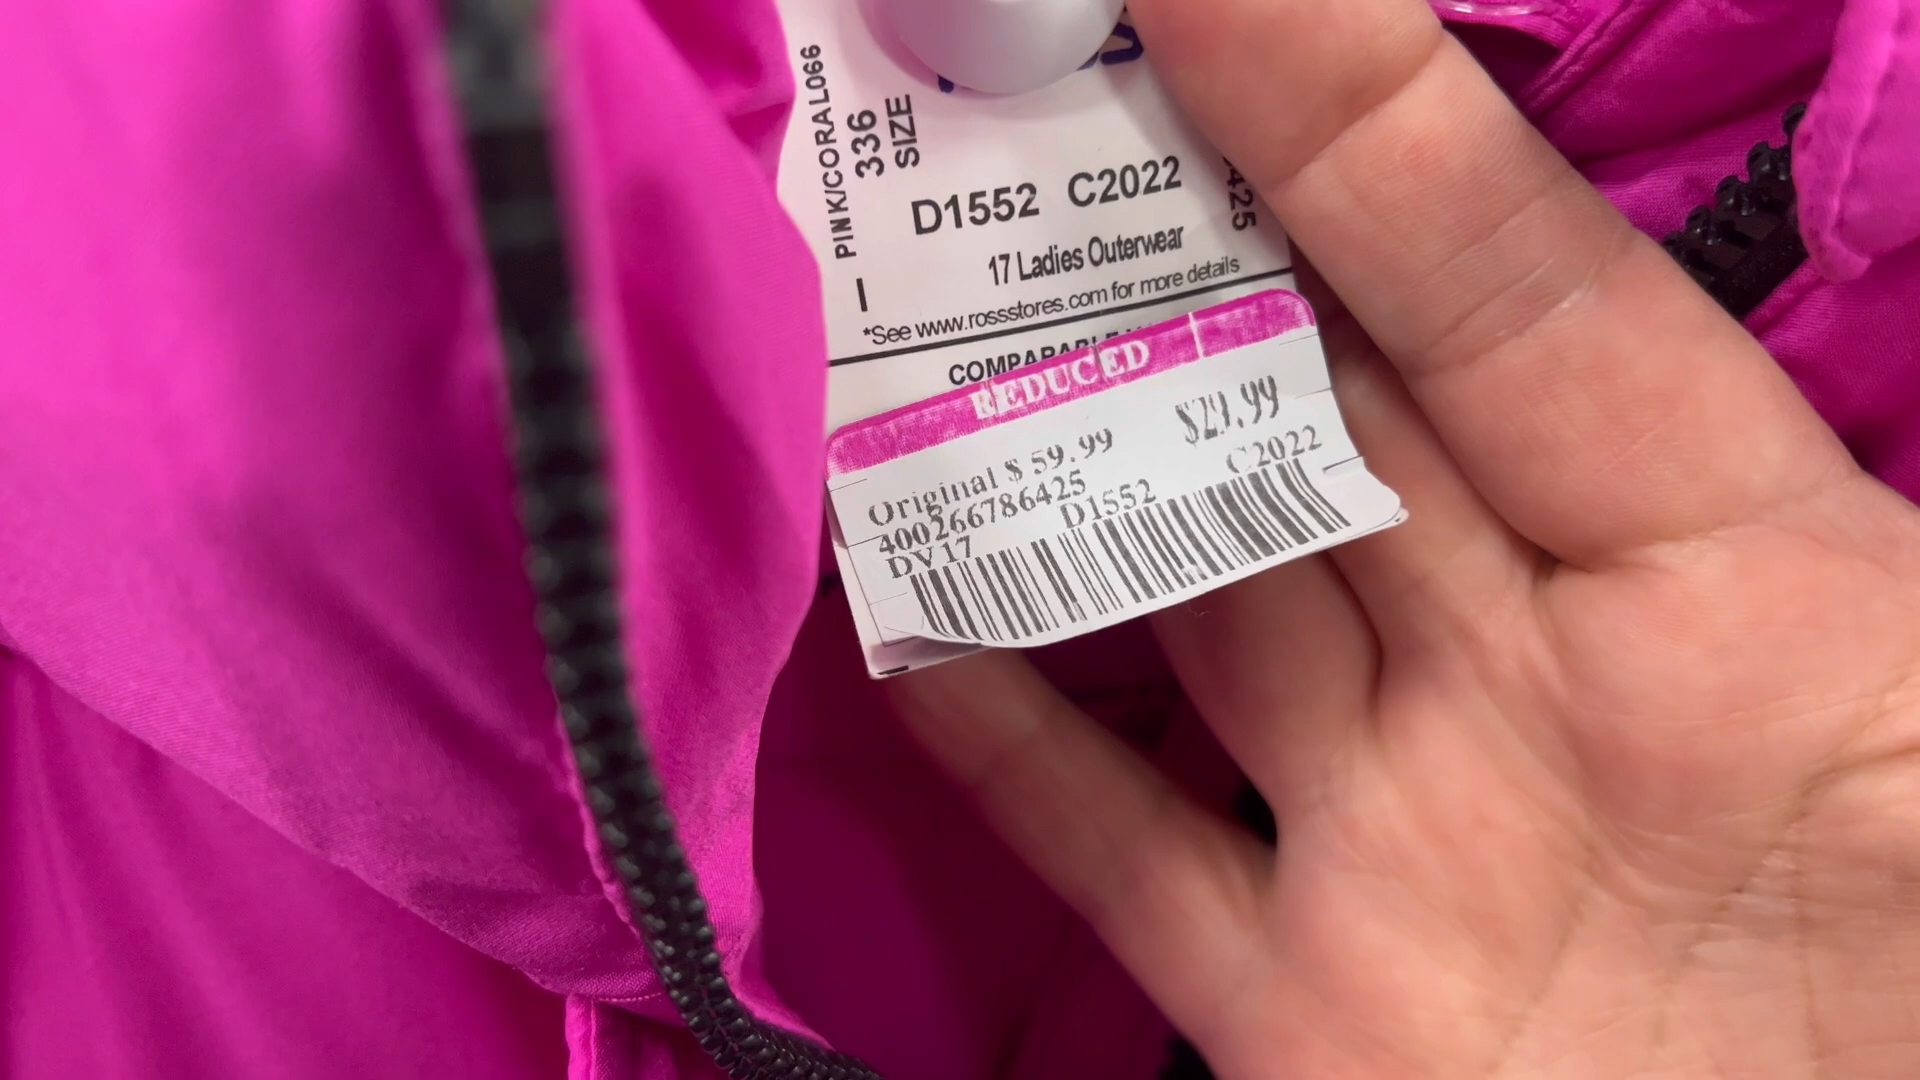 PINK/CORAL066
336
SIZE
D1552 C2022
17 Ladies Outerwear
*See www.rossstores.com for more details
REDUCED
Original $ 59.99
400266786425
D1552
C2022
DV17